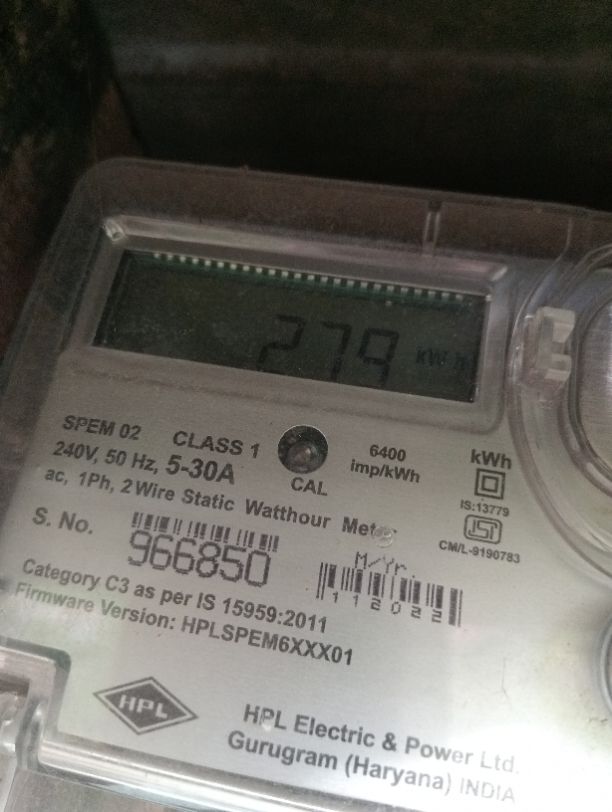 279 kWh
SPEM 02 CLASS 1
240V, 50 Hz, 5-30A
ac, 1Ph, 2Wire Static Watthour Meter
CAL
6400
imp/kWh
kWh
IS:13779
ISI
CM/L-9190783
S. No.
966850
M/Yr.
112022
Category C3 as per IS 15959:2011
Firmware Version: HPLSPEM6XXX01
HPL
HPL Electric & Power Ltd.
Gurugram (Haryana) INDIA